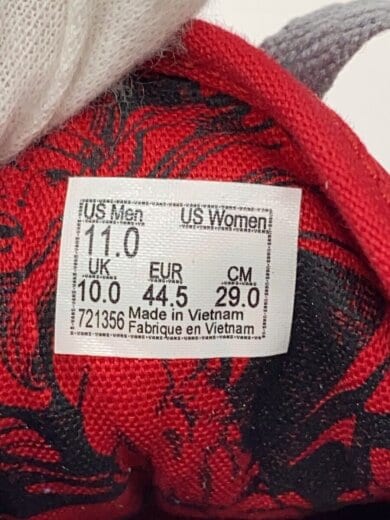 US Men US Women
11.0
UK EUR CM
10.0 44.5 29.0
721356 Made in Vietnam
Fabrique en Vietnam